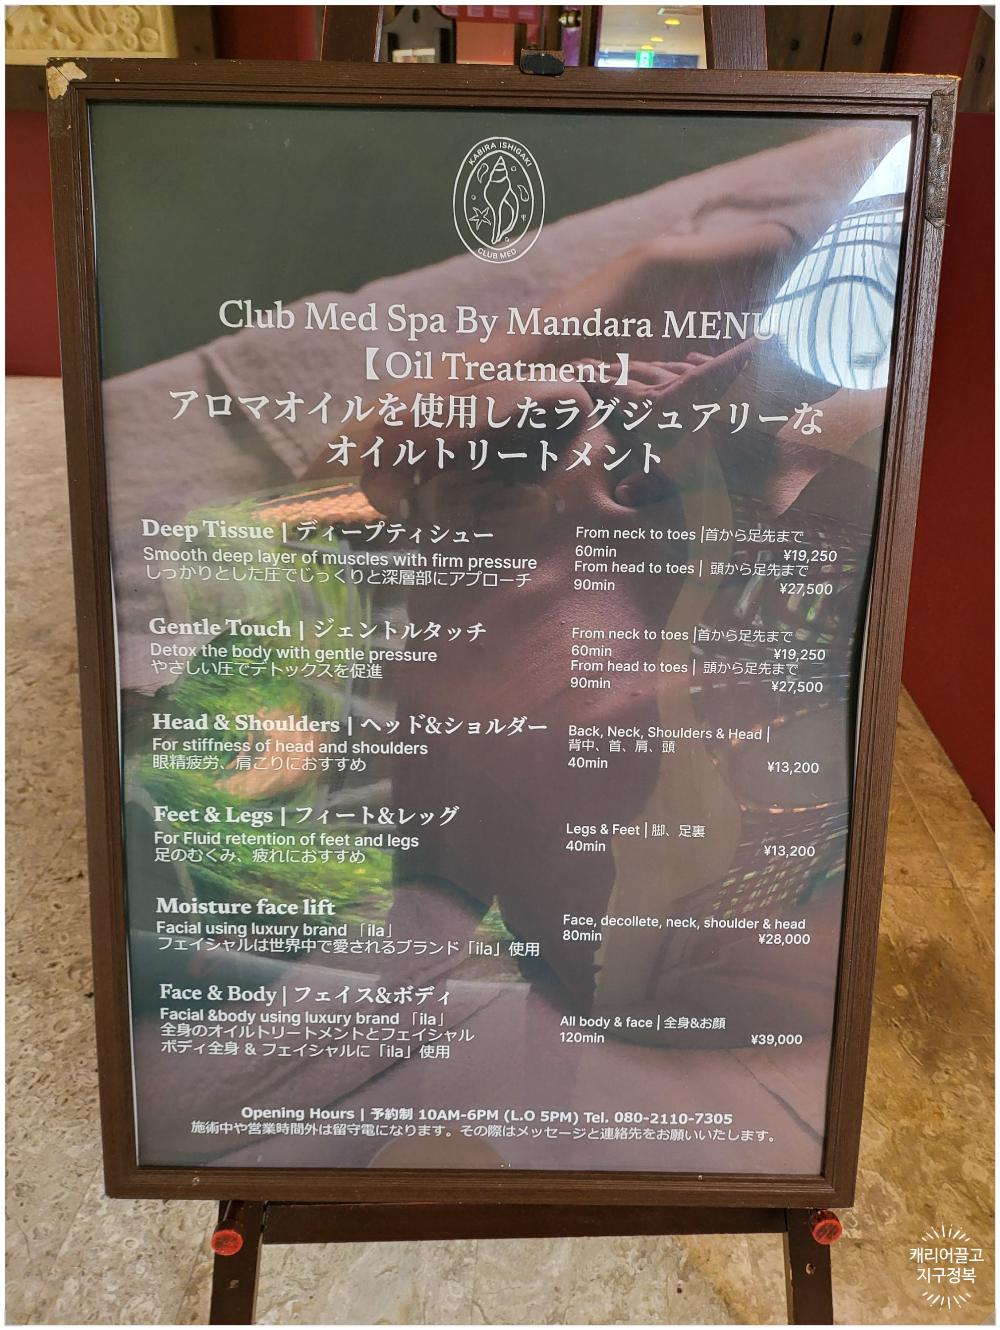 KABIRA ISHIGAKI
CLUB MED
Club Med Spa By Mandara MENU
【Oil Treatment】
アロマオイルを使用したラグジュアリーな
オイルトリートメント
Deep Tissue | ディープティシュー
Smooth deep layer of muscles with firm pressure
しっかりとした圧でじっくりと深層部にアプローチ
From neck to toes |首から足先まで
60min ¥19,250
From head to toes | 頭から足先まで
90min ¥27,500
Gentle Touch | ジェントルタッチ
Detox the body with gentle pressure
やさしい圧でデトックスを促進
From neck to toes |首から足先まで
60min ¥19,250
From head to toes | 頭から足先まで
90min ¥27,500
Head & Shoulders | ヘッド&ショルダー
For stiffness of head and shoulders
眼精疲労、肩こりにおすすめ
Back, Neck, Shoulders & Head |
背中、首、肩、頭
40min ¥13,200
Feet & Legs | フィート&レッグ
For Fluid retention of feet and legs
足のむくみ、疲れにおすすめ
Legs & Feet | 脚、足裏
40min ¥13,200
Moisture face lift
Facial using luxury brand 「ila」
フェイシャルは世界中で愛されるブランド「ila」使用
Face, decollete, neck, shoulder & head
80min ¥28,000
Face & Body | フェイス&ボディ
Facial &body using luxury brand 「ila」
全身のオイルトリートメントとフェイシャル
ボディ全身 & フェイシャルに「ila」使用
All body & face | 全身&お顔
120min ¥39,000
Opening Hours | 予約制 10AM-6PM (L.O 5PM) Tel. 080-2110-7305
施術中や営業時間外は留守電になります。その際はメッセージと連絡先をお願いいたします。
캐리어끌고
지구정복